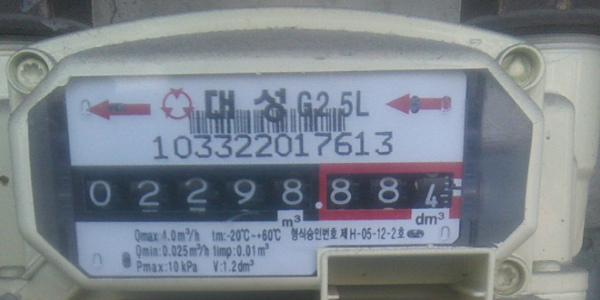 대성 G2.5L
103322017613
02298.884
m³ dm³
Qmax 4.0m³/h tm:-20℃~+60℃ 형식승인번호 제H-05-12-2호
Qmin:0.025m³/h 1imp:0.01m³
Pmax:10kPa V:1.2dm³